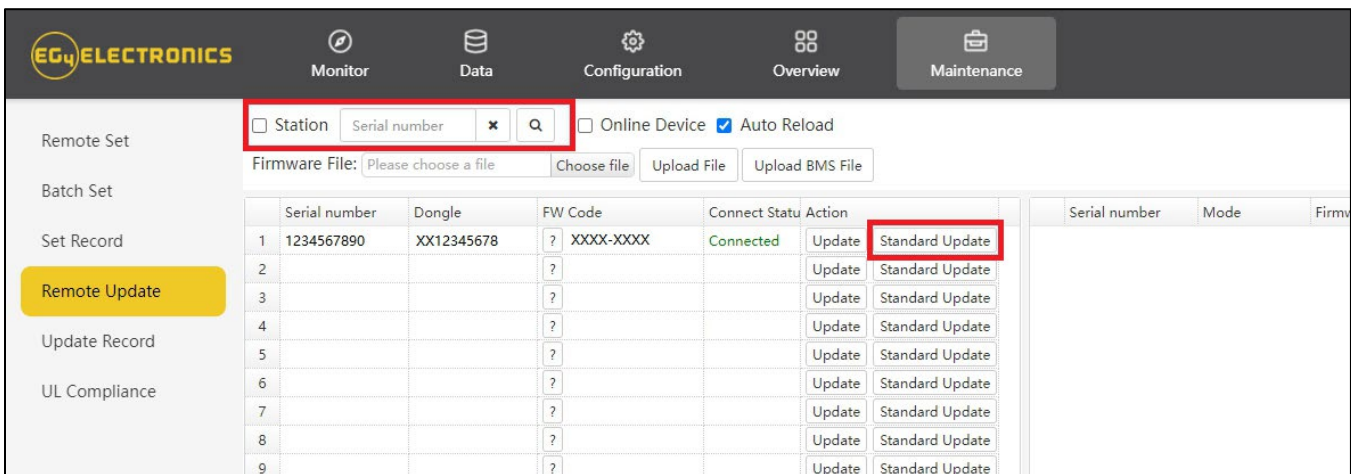 EG4 ELECTRONICS
Monitor Data Configuration Overview Maintenance
Remote Set
Batch Set
Set Record
Remote Update
Update Record
UL Compliance
Station Serial number Online Device Auto Reload
Firmware File: Please choose a file Choose file Upload File Upload BMS File
Serial number Dongle FW Code Connect Statu Action Serial number Mode Firmw
1 1234567890 XX12345678 ? XXXX-XXXX Connected Update Standard Update
2 ? Update Standard Update
3 ? Update Standard Update
4 ? Update Standard Update
5 ? Update Standard Update
6 ? Update Standard Update
7 ? Update Standard Update
8 ? Update Standard Update
9 ? Update Standard Update